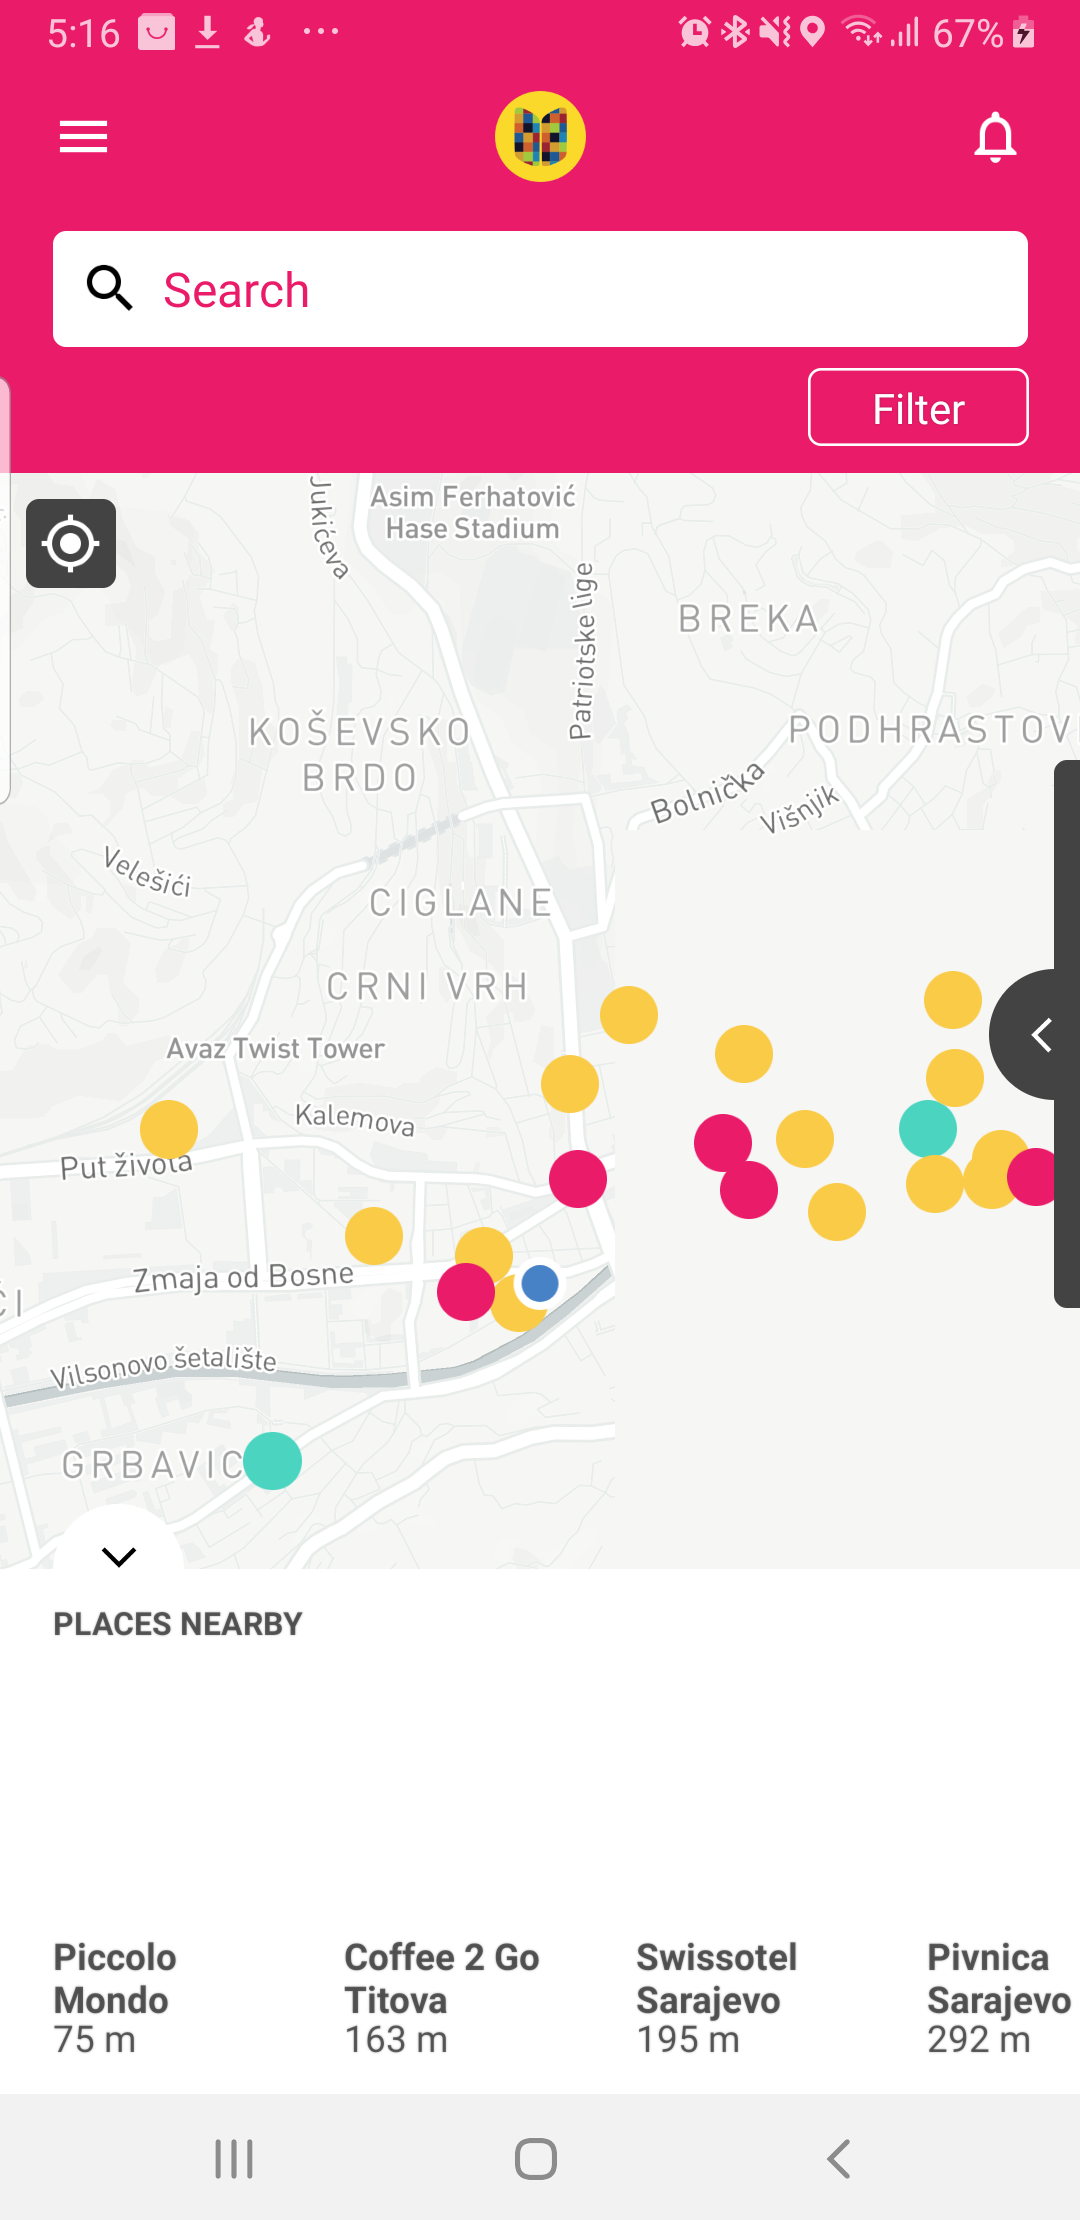 5:16
67%
Search
Filter
Jukićeva
Asim Ferhatović
Hase Stadium
Patriotske lige
BREKA
KOŠEVSKO
BRDO
PODHRASTOVI
Bolnička
Višnjik
Velešići
CIGLANE
CRNI VRH
Avaz Twist Tower
Kalemova
Put života
Zmaja od Bosne
Vilsonovo šetalište
GRBAVIC
PLACES NEARBY
Piccolo
Mondo
75 m
Coffee 2 Go
Titova
163 m
Swissotel
Sarajevo
195 m
Pivnica
Sarajevo
292 m